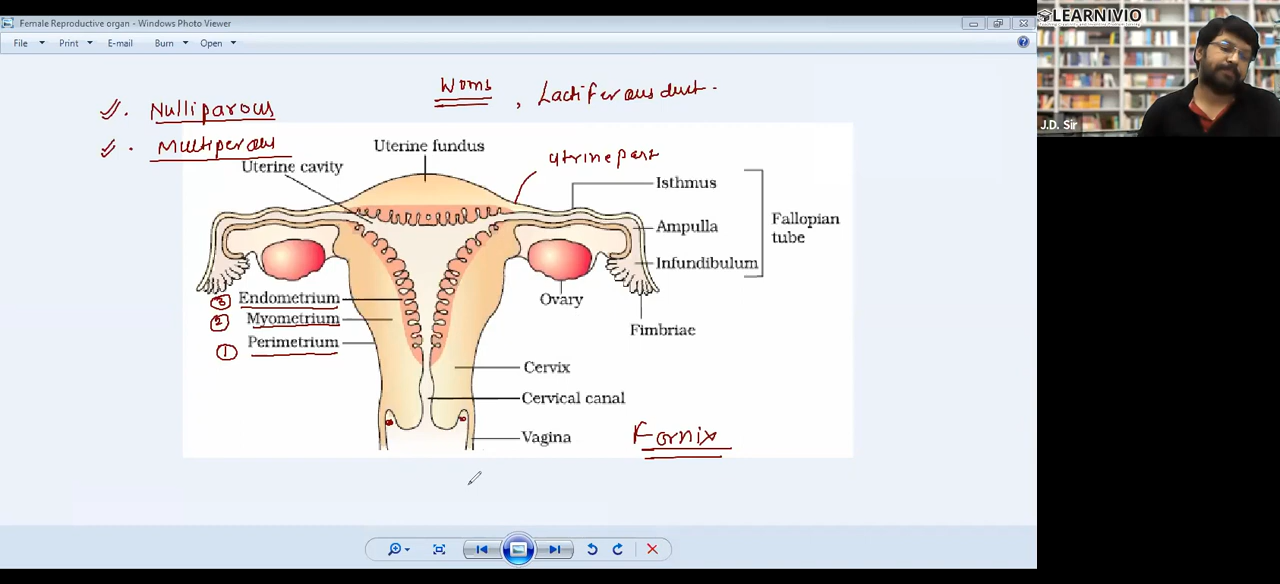 Female Reproductive organ - Windows Photo Viewer
File Print E-mail Burn Open
LEARNIVIO
J.D. Sir
Woms , Lactiferous duct.
Nulliparous
Multiperous
Uterine fundus
Uterine cavity
Utrine part
Isthmus
Ampulla
Infundibulum
Fallopian
tube
Ovary
Fimbriae
3 Endometrium
2 Myometrium
1 Perimetrium
Cervix
Cervical canal
Vagina
Fornix